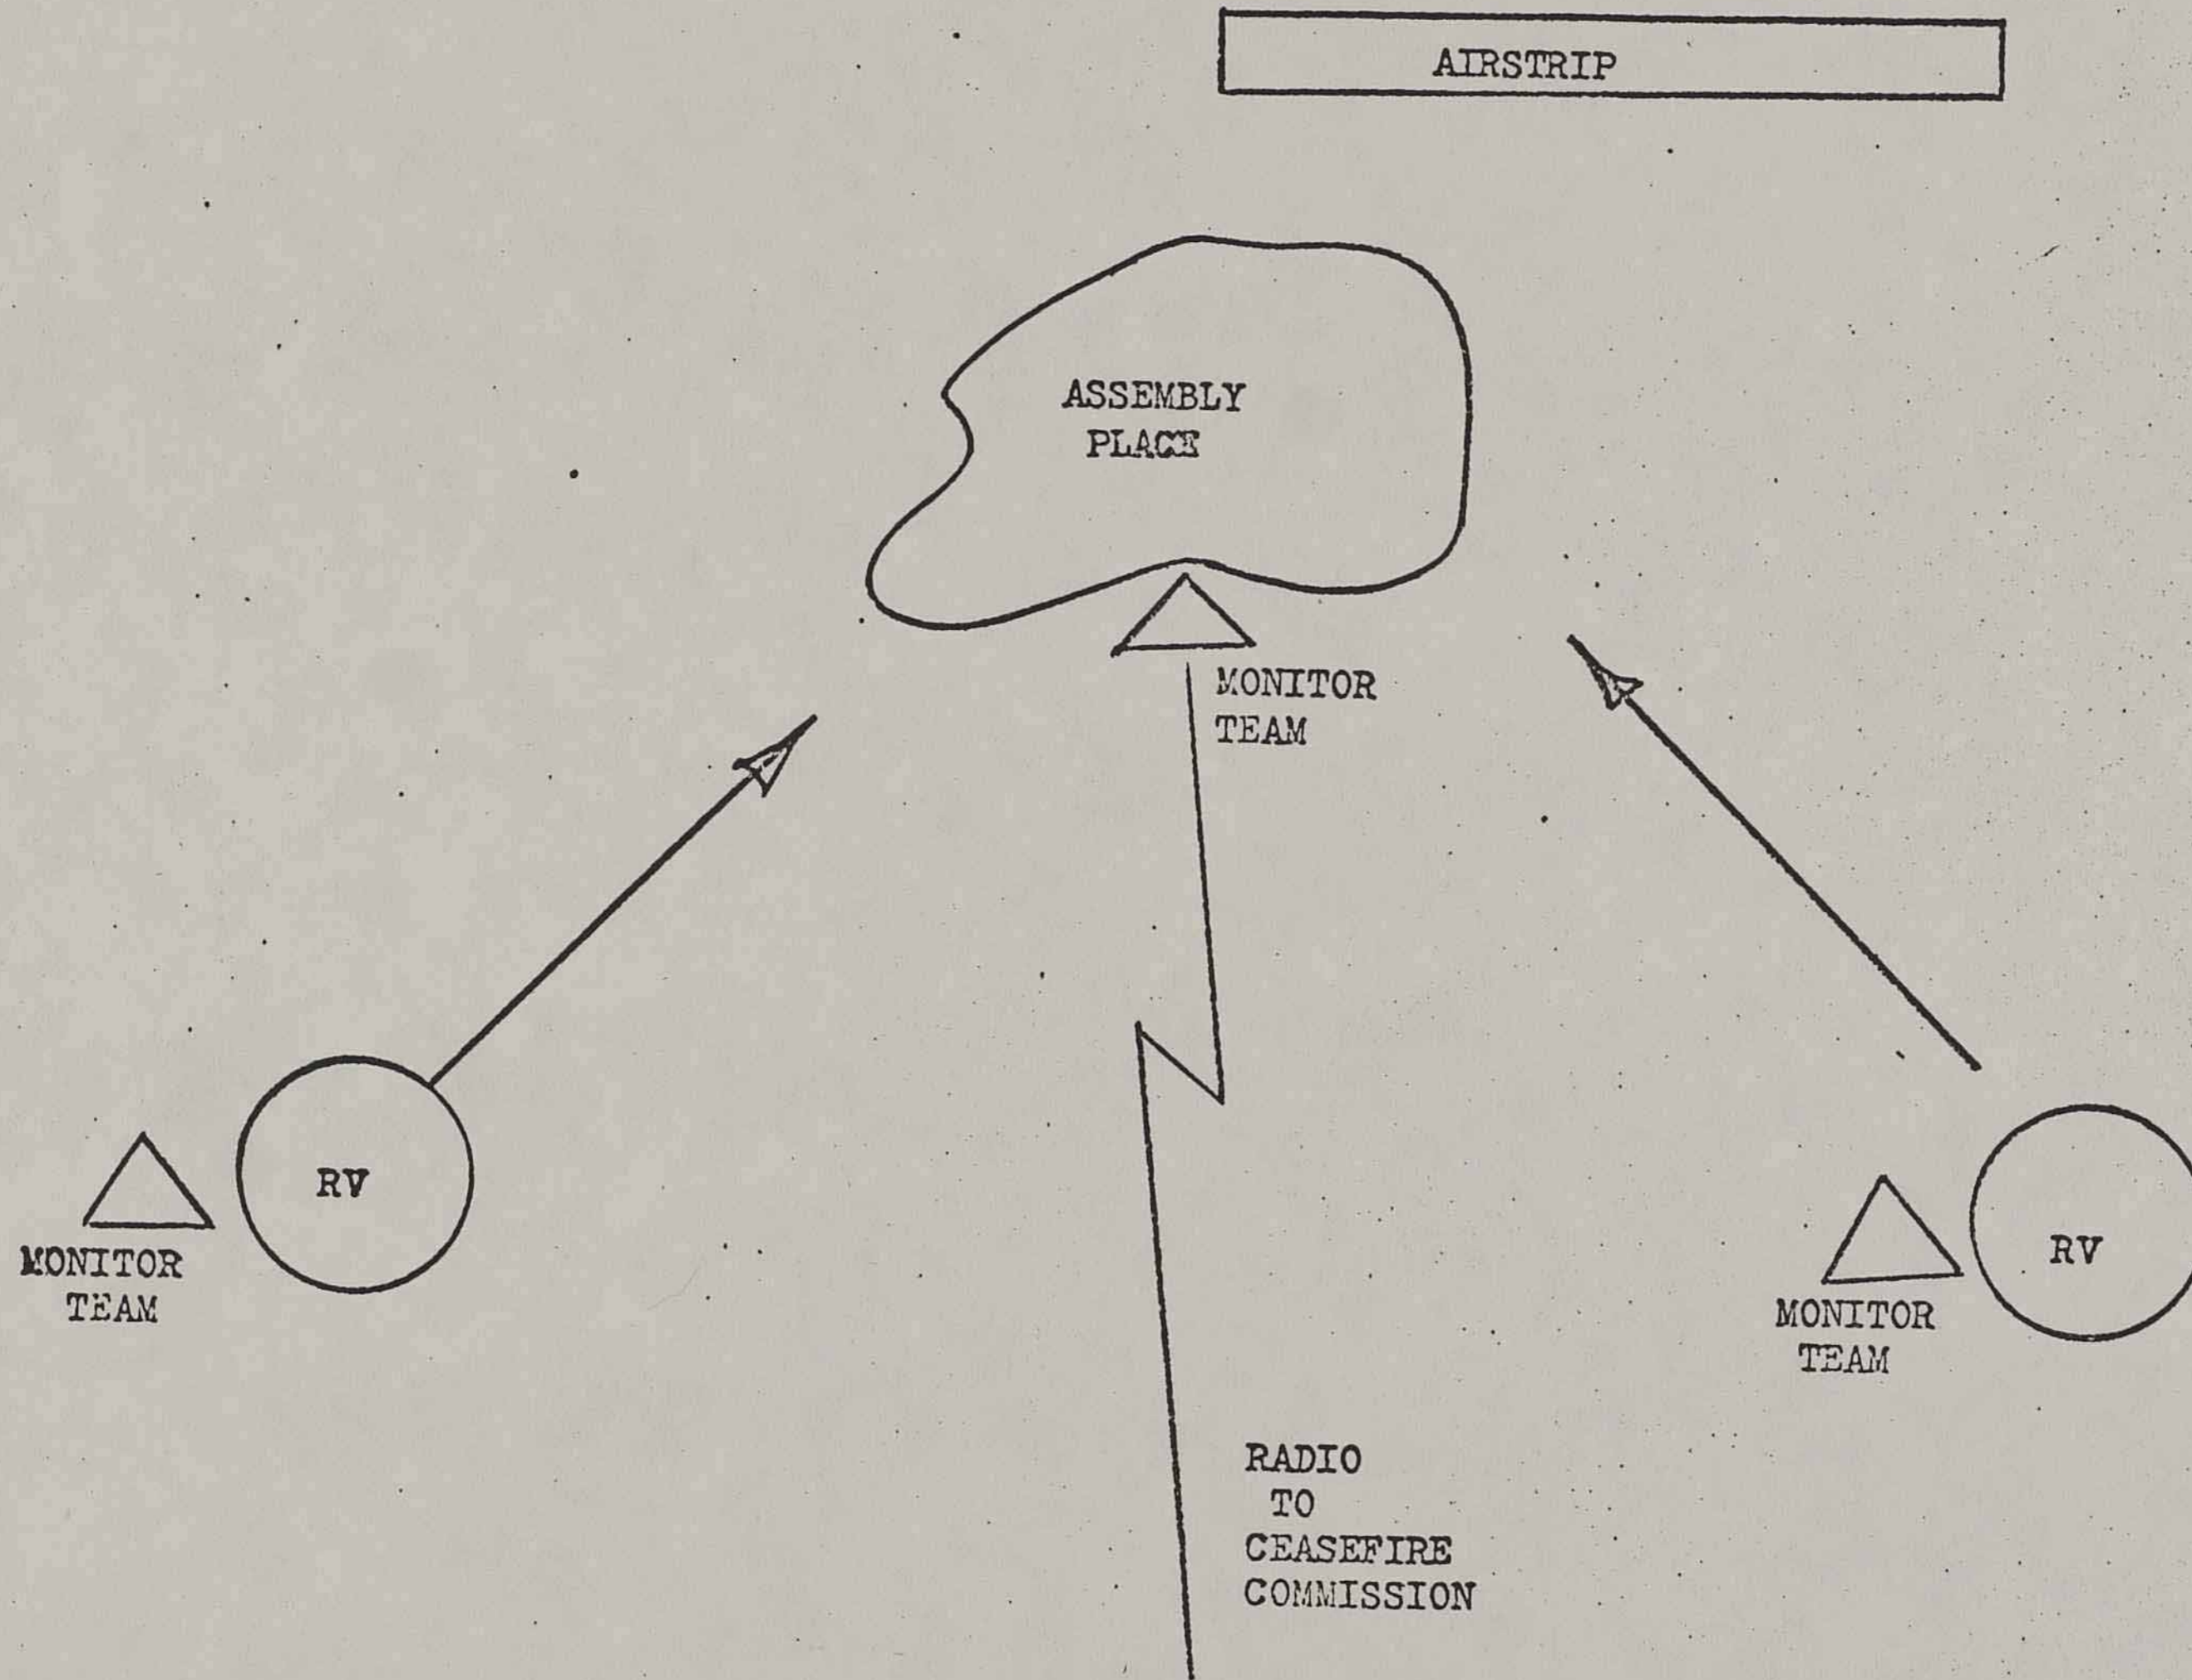 AIRSTRIP
ASSEMBLY
PLACE
MONITOR
TEAM
RV
MONITOR
TEAM
RV
MONITOR
TEAM
RADIO
TO
CEASEFIRE
COMMISSION